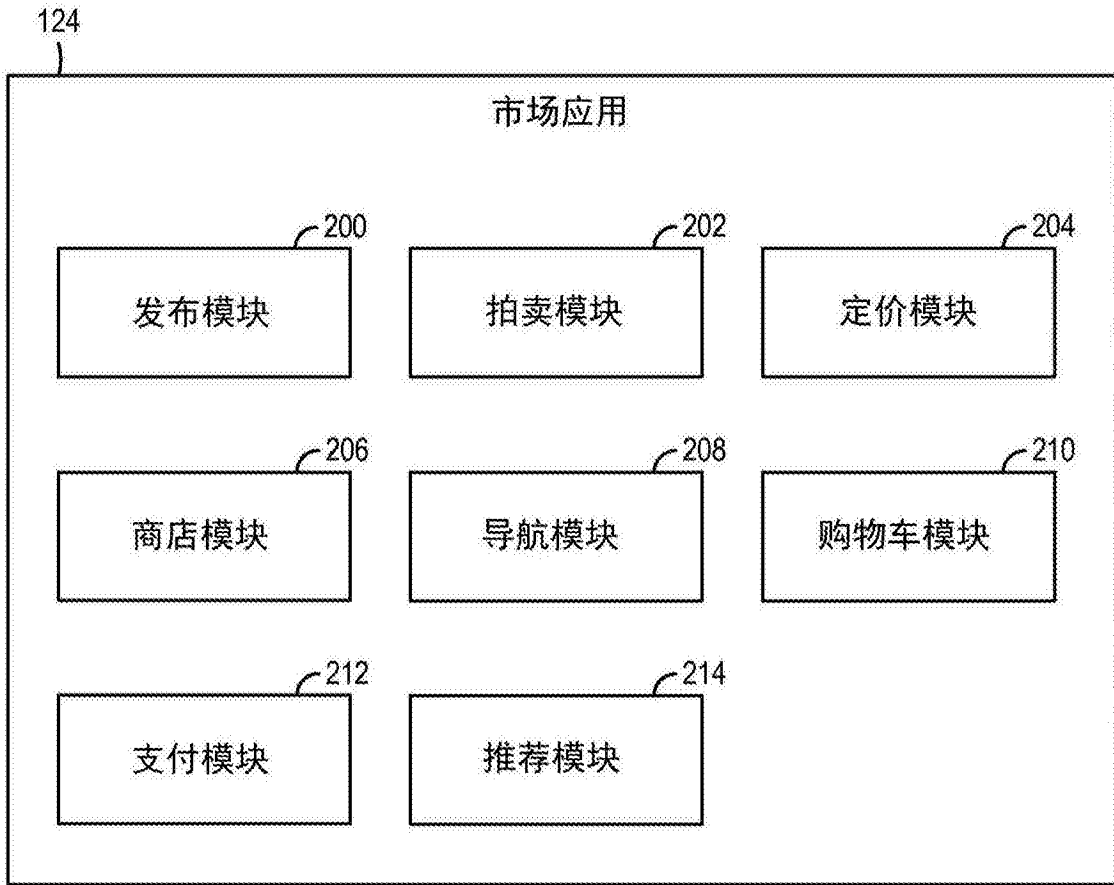 124
市场应用
200
202
204
发布模块
拍卖模块
定价模块
206
208
210
商店模块
导航模块
购物车模块
212
214
支付模块
推荐模块